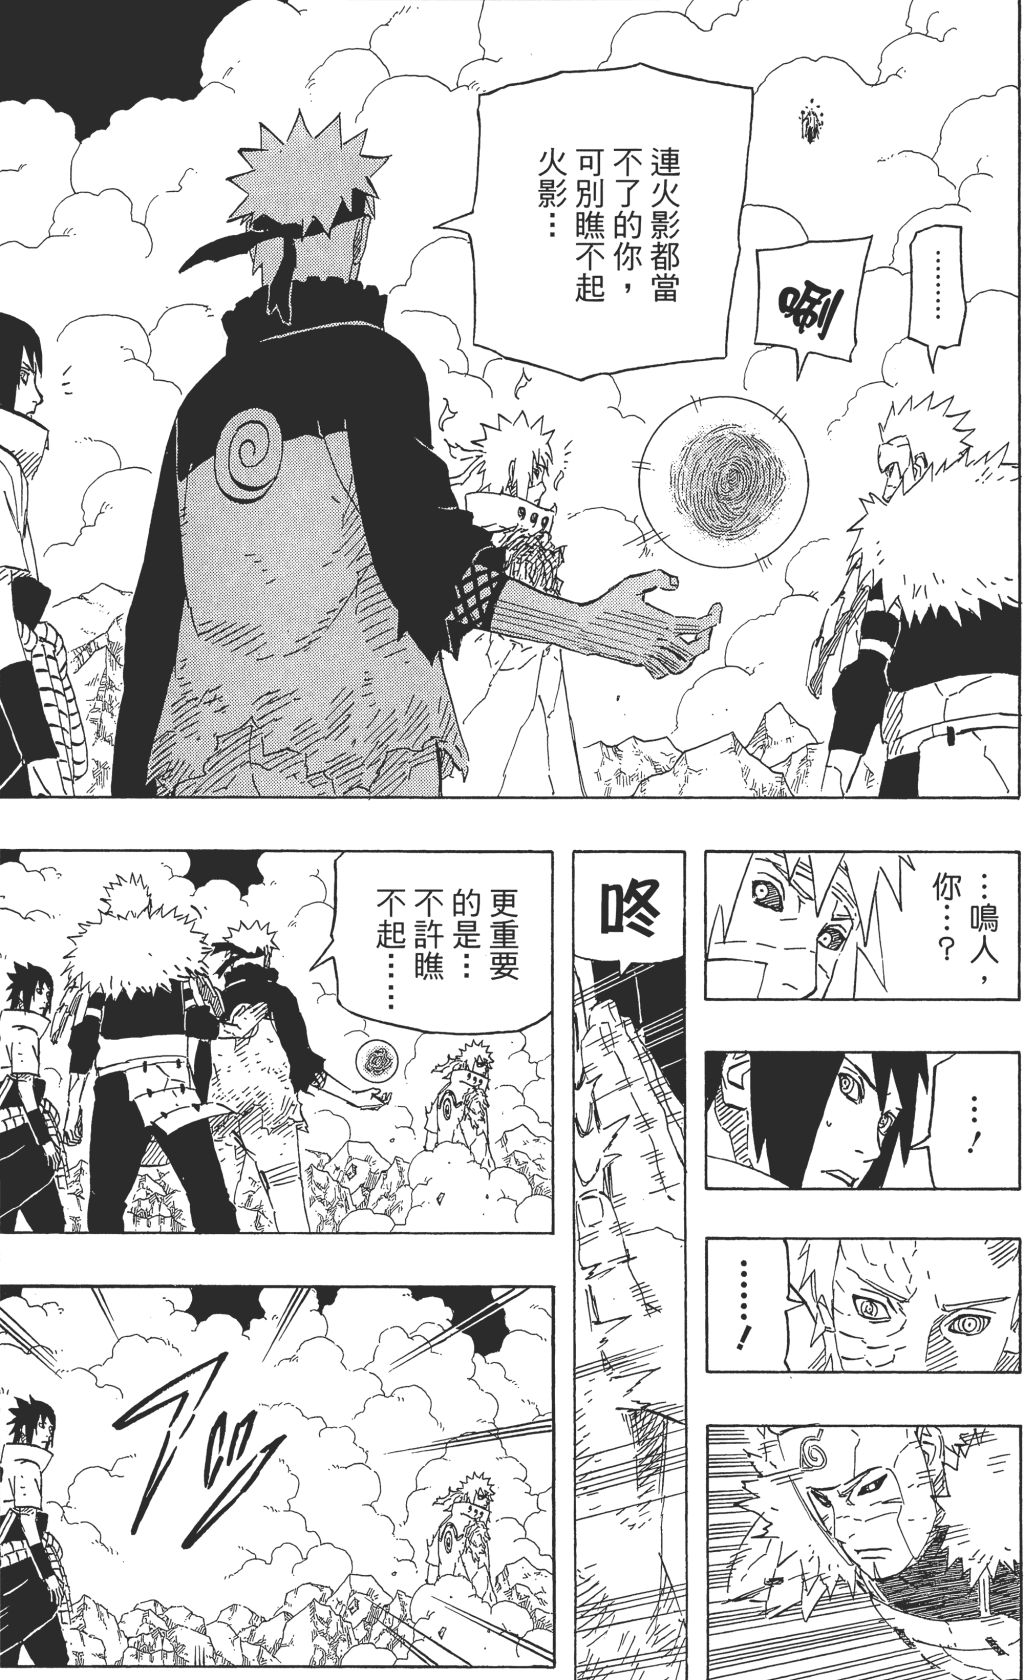 ………
唰
連火影都當
不了的你，
可別瞧不起
火影…
…鳴人，
你…？
…！
……！
咚
更重要
的是…
不許瞧
不起……